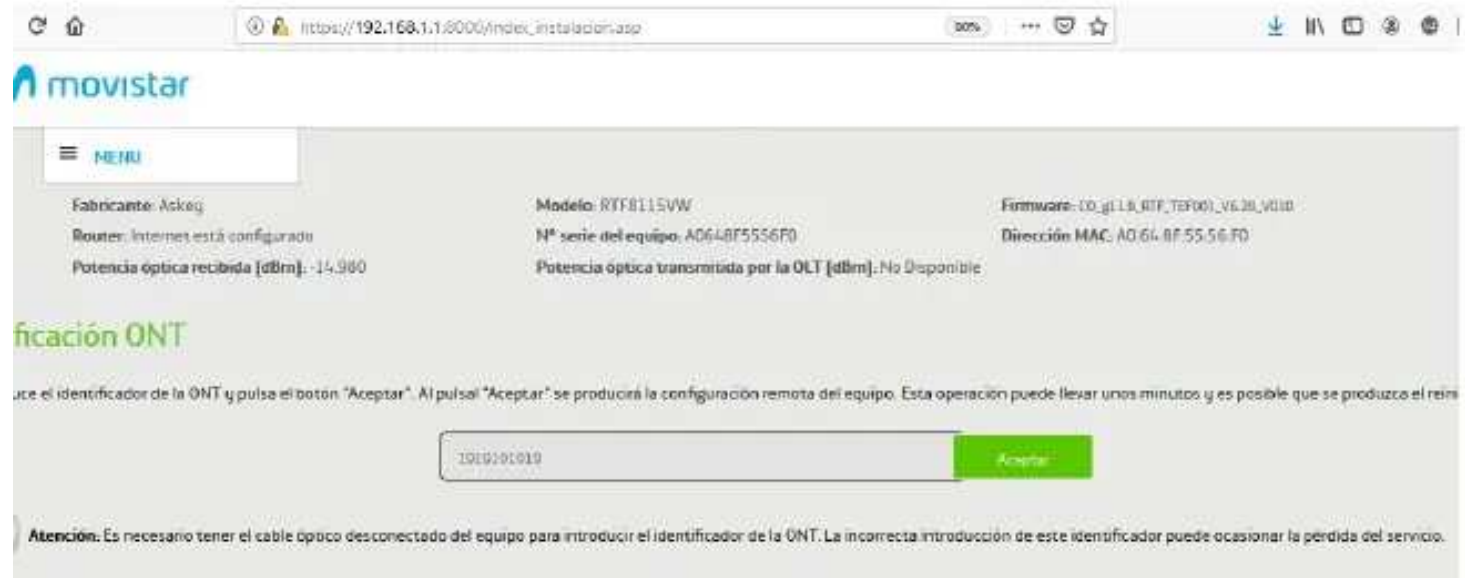 https://192.168.1.1:8000/index_instalacion.asp 80%
movistar
MENU
Fabricante: Askey Modelo: RTF8115VW Firmware:
Router: Internet está configurado Nº serie del equipo: A0648F5556F0 Dirección MAC: A0:64:8F:55:56:F0
Potencia óptica recibida [dBm]: -14.980 Potencia óptica transmitida por la OLT [dBm]: No Disponible
ficación ONT
uce el identificador de la ONT y pulsa el botón "Aceptar". Al pulsal "Aceptar" se producirá la configuración remota del equipo. Esta operación puede llevar unos minutos y es posible que se produzca el rein
Aceptar
Atención: Es necesario tener el cable óptico desconectado del equipo para introducir el identificador de la ONT. La incorrecta introducción de este identificador puede ocasionar la pérdida del servicio.